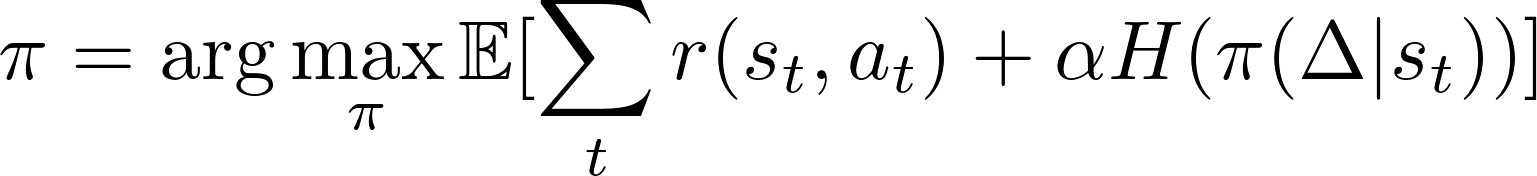 π = arg max_π 𝔼[∑_t r(s_t, a_t) + αH(π(Δ|s_t))]